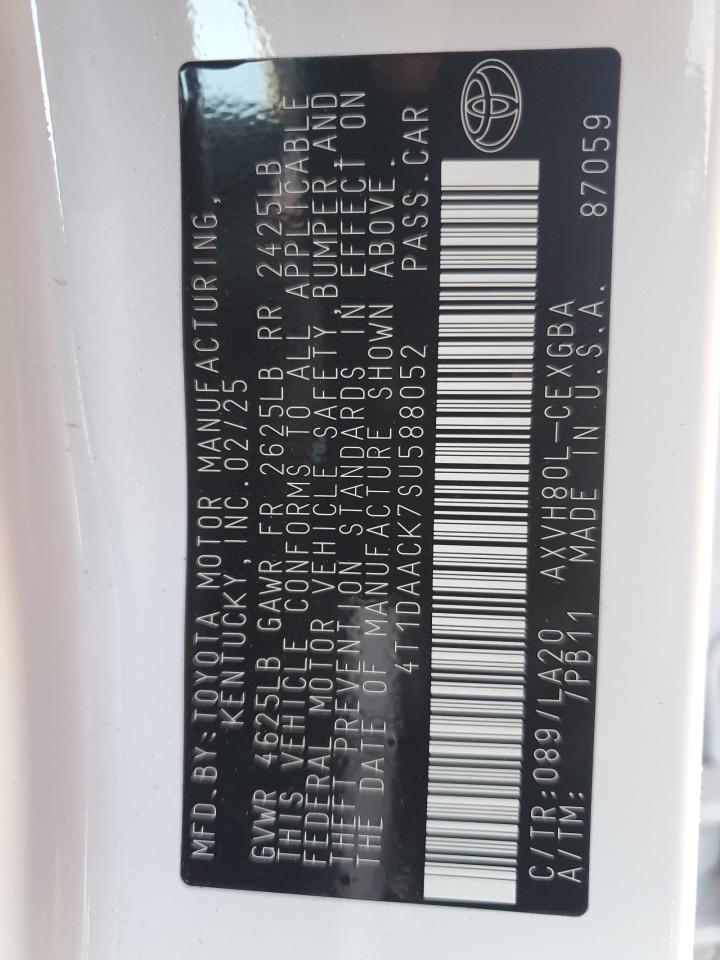 MFD.BY:TOYOTA MOTOR MANUFACTURING,
KENTUCKY, INC.02/25
GVWR 4625LB GAWR FR 2625LB RR 2425LB
THIS VEHICLE CONFORMS TO ALL APPLICABLE
FEDERAL MOTOR VEHICLE SAFETY, BUMPER,AND
THEFT PREVENTION STANDARDS IN EFFECT ON
THE DATE OF MANUFACTURE SHOWN ABOVE.
4T1DAACK7SU588052 PASS.CAR
C/TR:089/LA20 AXVH80L-CEXGBA
A/TM: /PB11 MADE IN U.S.A. 87059